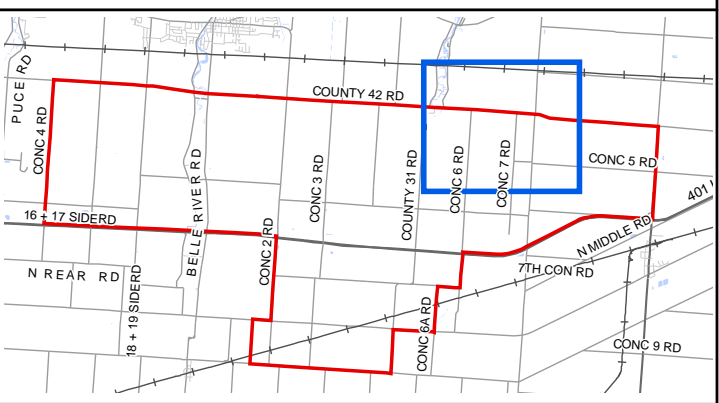 PUCE RD
CONC 4 RD
COUNTY 42 RD
BELLE RIVER RD
CONC 3 RD
COUNTY 31 RD
CONC 6 RD
CONC 7 RD
CONC 5 RD
401
16 + 17 SIDERD
CONC 2 RD
N MIDDLE RD
N REAR RD
18 + 19 SIDERD
7TH CON RD
CONC 6A RD
CONC 9 RD